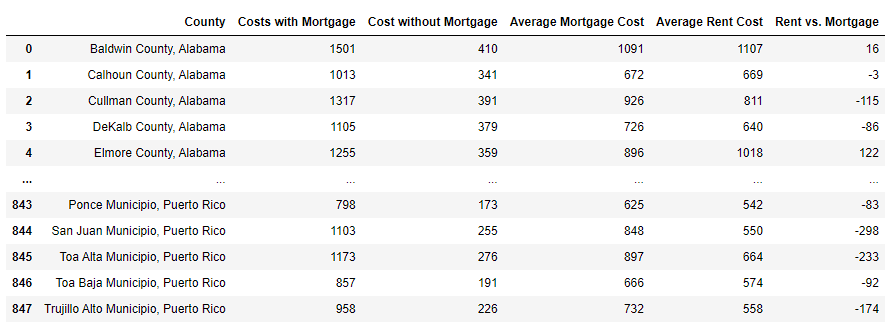 County Costs with Mortgage Cost without Mortgage Average Mortgage Cost Average Rent Cost Rent vs. Mortgage
0 Baldwin County, Alabama 1501 410 1091 1107 16
1 Calhoun County, Alabama 1013 341 672 669 -3
2 Cullman County, Alabama 1317 391 926 811 -115
3 DeKalb County, Alabama 1105 379 726 640 -86
4 Elmore County, Alabama 1255 359 896 1018 122
... ... ... ... ... ... ...
843 Ponce Municipio, Puerto Rico 798 173 625 542 -83
844 San Juan Municipio, Puerto Rico 1103 255 848 550 -298
845 Toa Alta Municipio, Puerto Rico 1173 276 897 664 -233
846 Toa Baja Municipio, Puerto Rico 857 191 666 574 -92
847 Trujillo Alto Municipio, Puerto Rico 958 226 732 558 -174